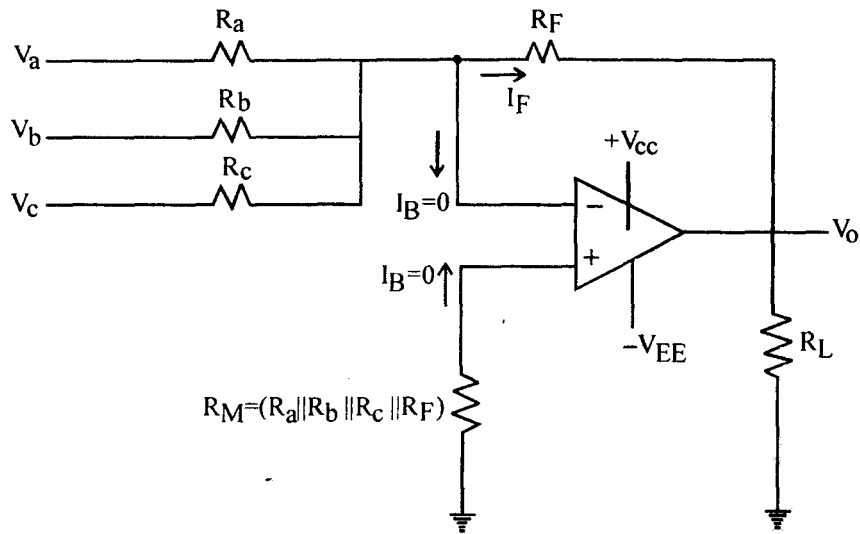 Ra
RF
Va
IF
Rb
Vb
+Vcc
Rc
Vc
IB=0
−
Vo
+
IB=0
−VEE
RL
RM=(Ra||Rb||Rc||RF)